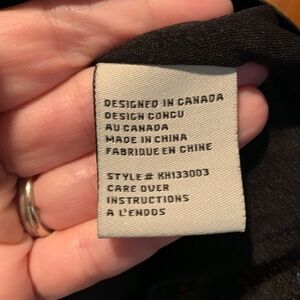 DESIGNED IN CANADA
DESIGN CONCU
AU CANADA
MADE IN CHINA
FABRIQUE EN CHINE
STYLE # KH133003
CARE OVER
INSTRUCTIONS
A L'ENDOS